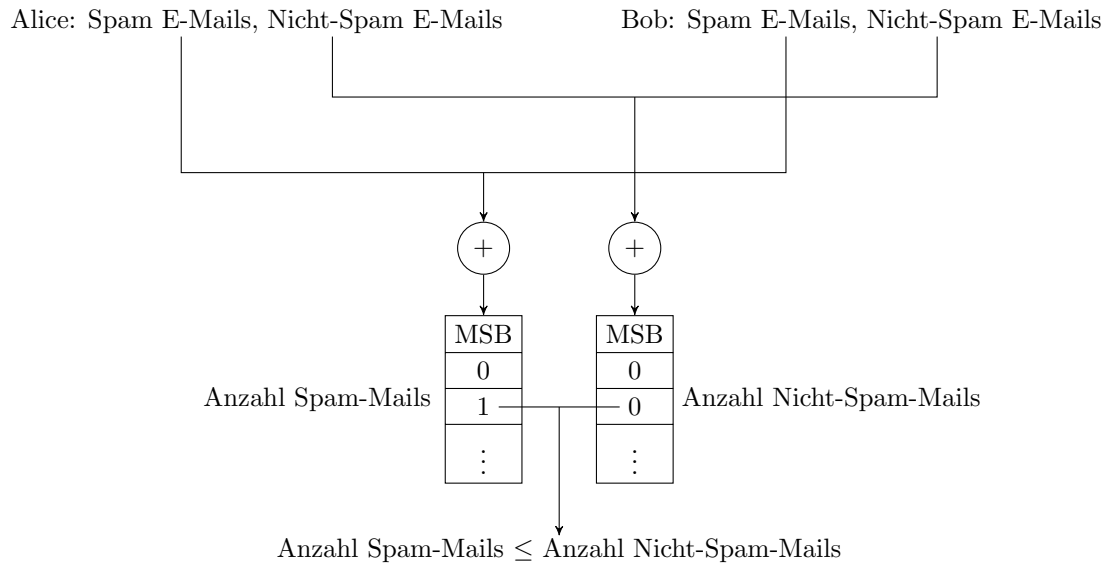 Alice: Spam E-Mails, Nicht-Spam E-Mails
Bob: Spam E-Mails, Nicht-Spam E-Mails
+
+
MSB
MSB
0
0
Anzahl Spam-Mails
1
0
Anzahl Nicht-Spam-Mails
⋮
⋮
Anzahl Spam-Mails ≤ Anzahl Nicht-Spam-Mails